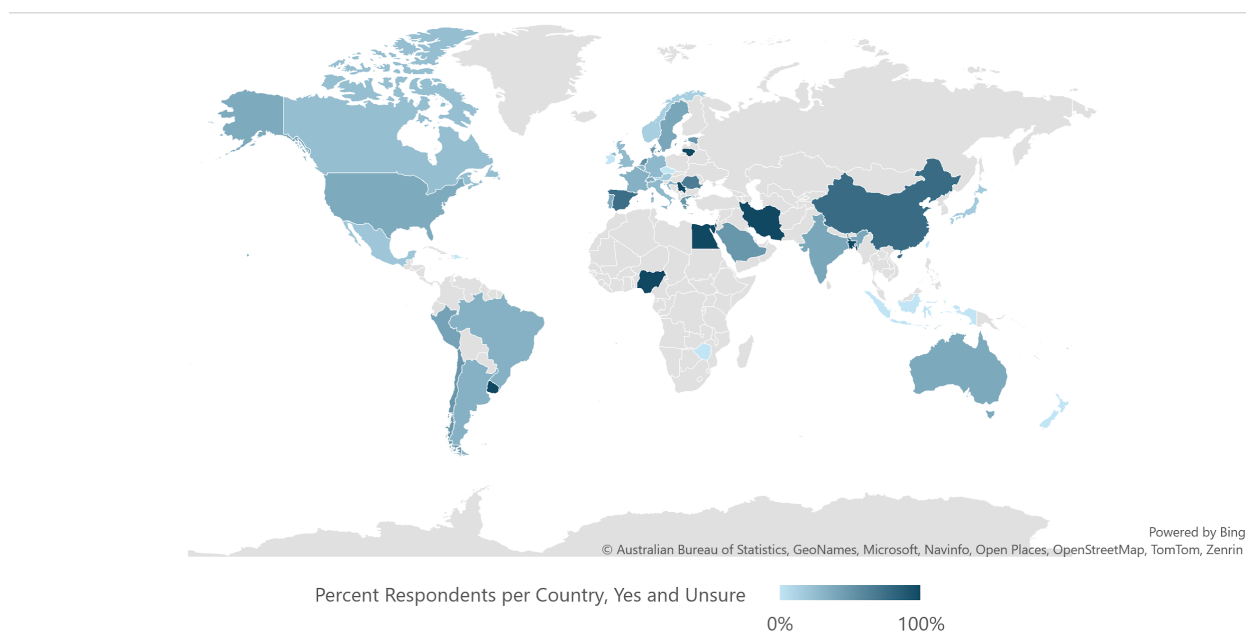 Powered by Bing
© Australian Bureau of Statistics, GeoNames, Microsoft, Navinfo, Open Places, OpenStreetMap, TomTom, Zenrin
Percent Respondents per Country, Yes and Unsure
0% 100%